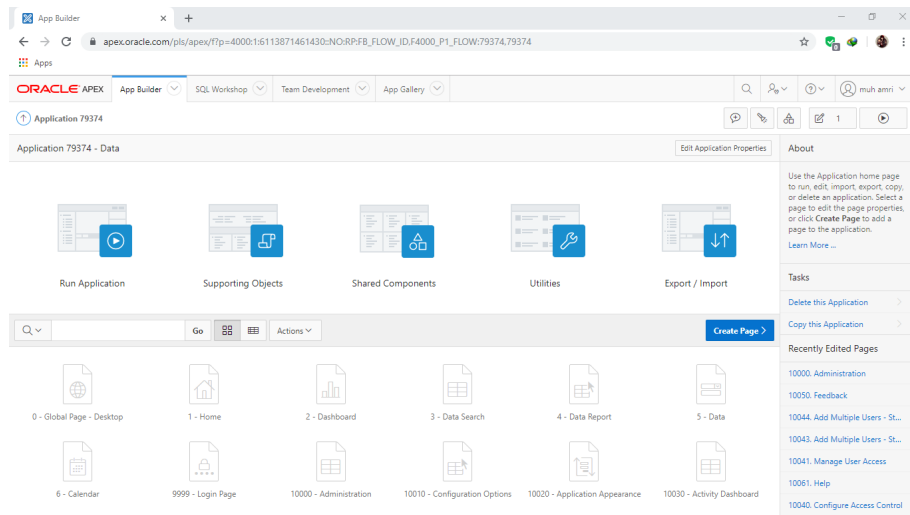 App Builder
apex.oracle.com/pls/apex/f?p=4000:1:6113871461430::NO:RP:FB_FLOW_ID,F4000_P1_FLOW:79374,79374
Apps
ORACLE APEX App Builder SQL Workshop Team Development App Gallery muh amri
Application 79374 1
Application 79374 - Data Edit Application Properties
Run Application Supporting Objects Shared Components Utilities Export / Import
Go Actions Create Page >
0 - Global Page - Desktop 1 - Home 2 - Dashboard 3 - Data Search 4 - Data Report 5 - Data
6 - Calendar 9999 - Login Page 10000 - Administration 10010 - Configuration Options 10020 - Application Appearance 10030 - Activity Dashboard
About
Use the Application home page
to run, edit, import, export, copy,
or delete an application. Select a
page to edit the page properties,
or click Create Page to add a
page to the application.
Learn More ...
Tasks
Delete this Application
Copy this Application
Recently Edited Pages
10000. Administration
10050. Feedback
10044. Add Multiple Users - St...
10043. Add Multiple Users - St...
10041. Manage User Access
10061. Help
10040. Configure Access Control